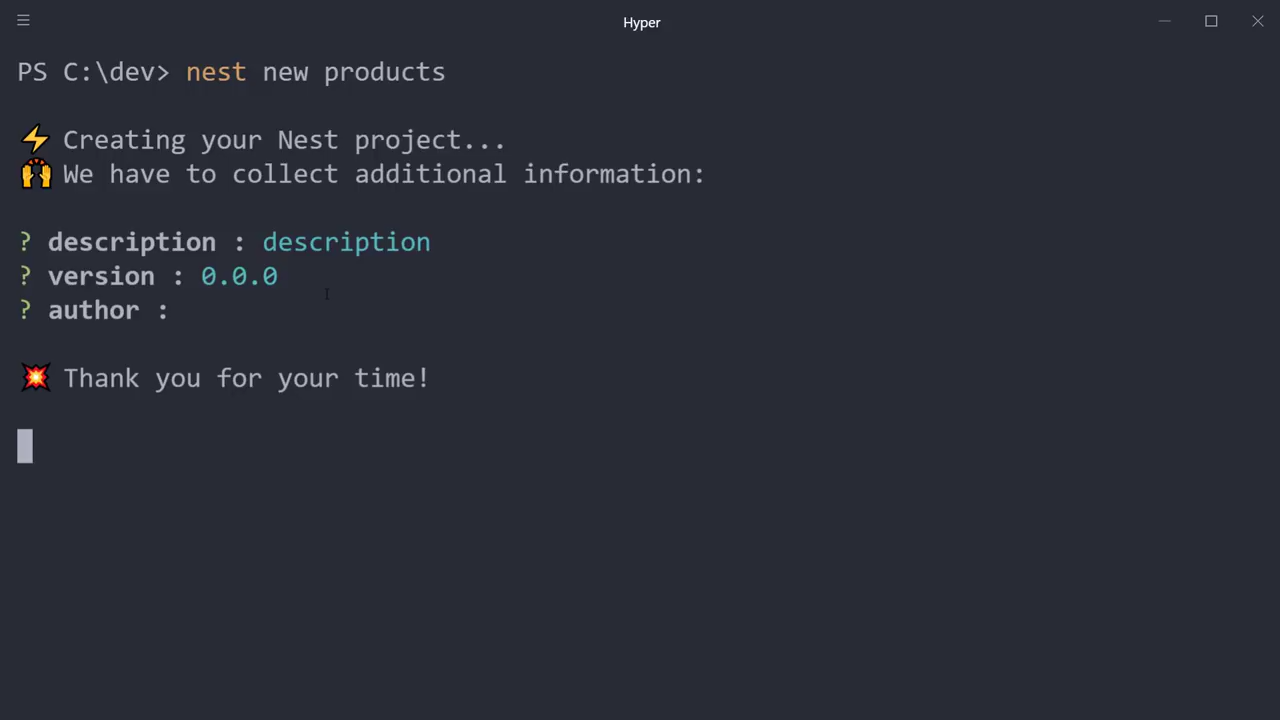 Hyper
PS C:\dev> nest new products
⚡ Creating your Nest project...
🙌 We have to collect additional information:
? description : description
? version : 0.0.0
? author :
💥 Thank you for your time!